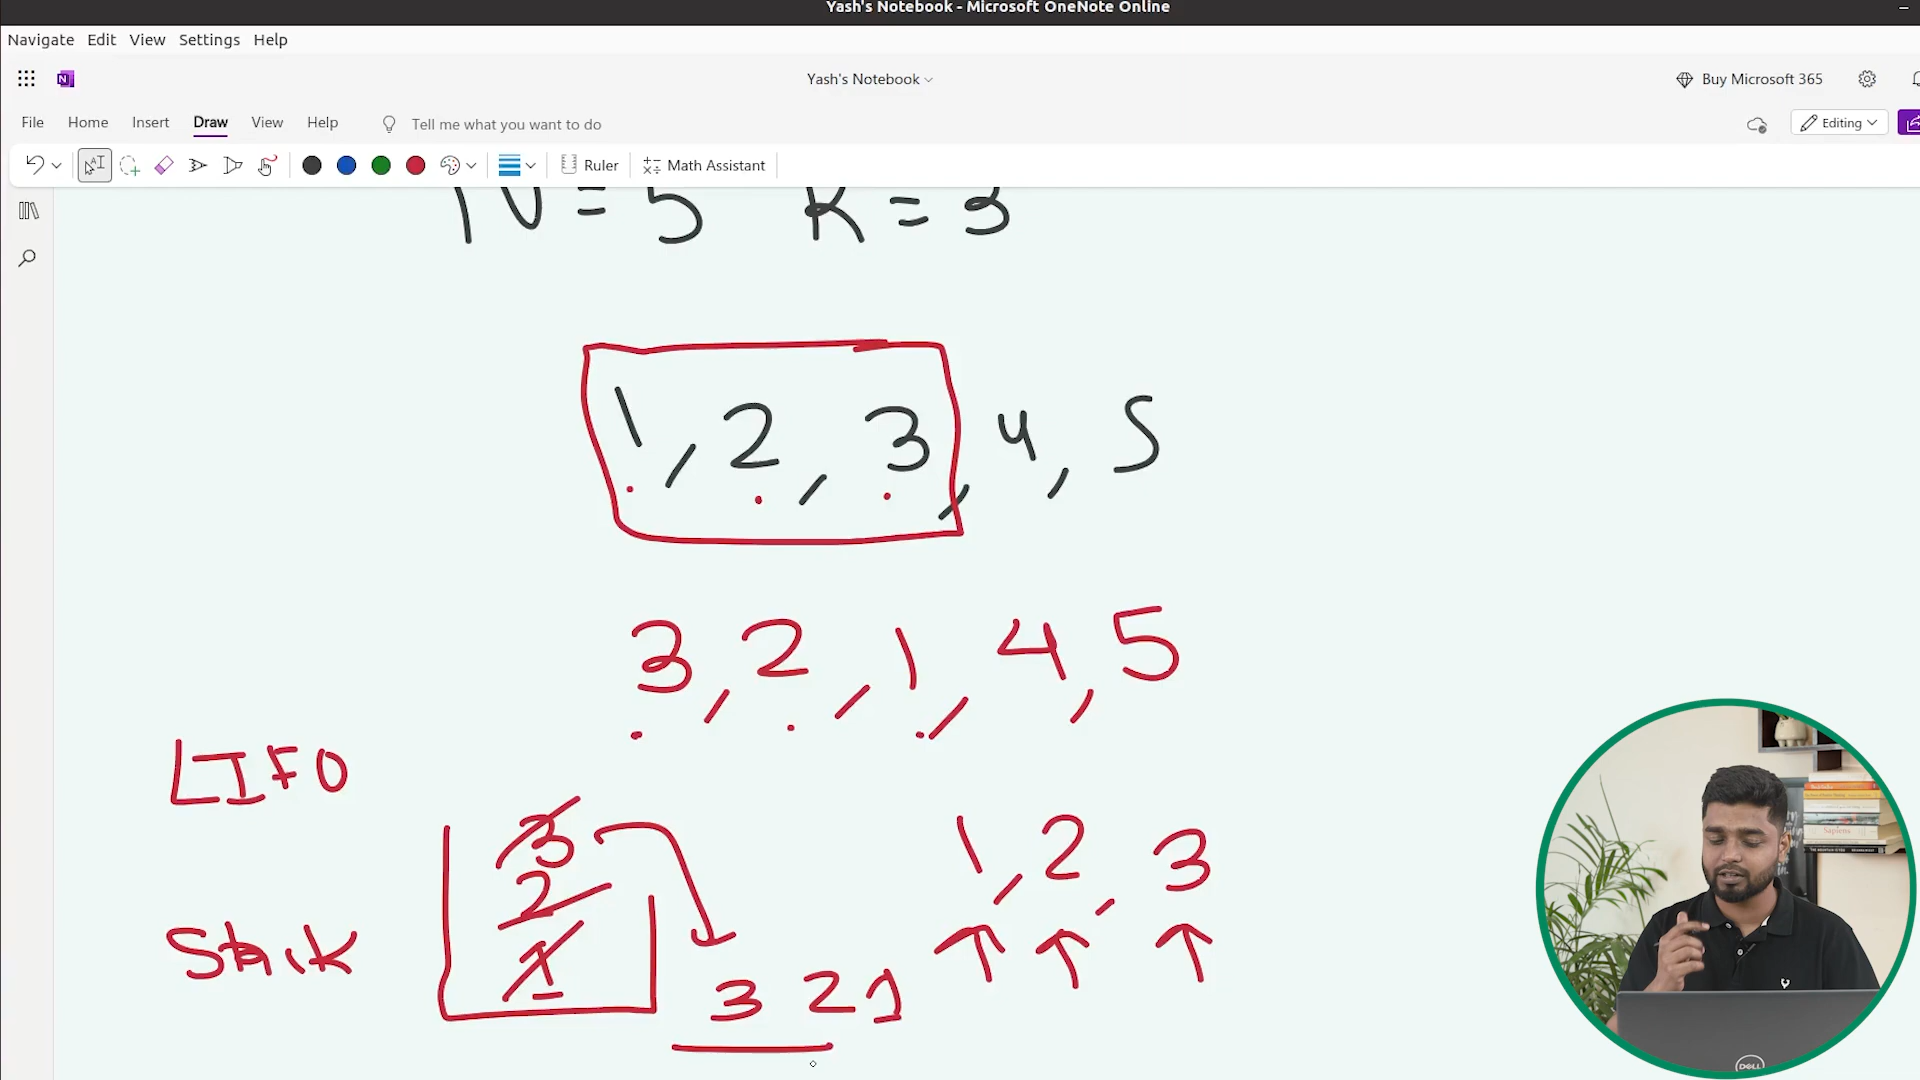 Yash's Notebook - Microsoft OneNote Online
Navigate Edit View Settings Help
Yash's Notebook
Buy Microsoft 365
File Home Insert Draw View Help Tell me what you want to do
Editing
Ruler Math Assistant
N = 5 K = 3
1, 2, 3, 4, 5
3, 2, 1, 4, 5
LIFO
3
2
1
1, 2, 3
Stack
3 2 1
Sapiens
DELL